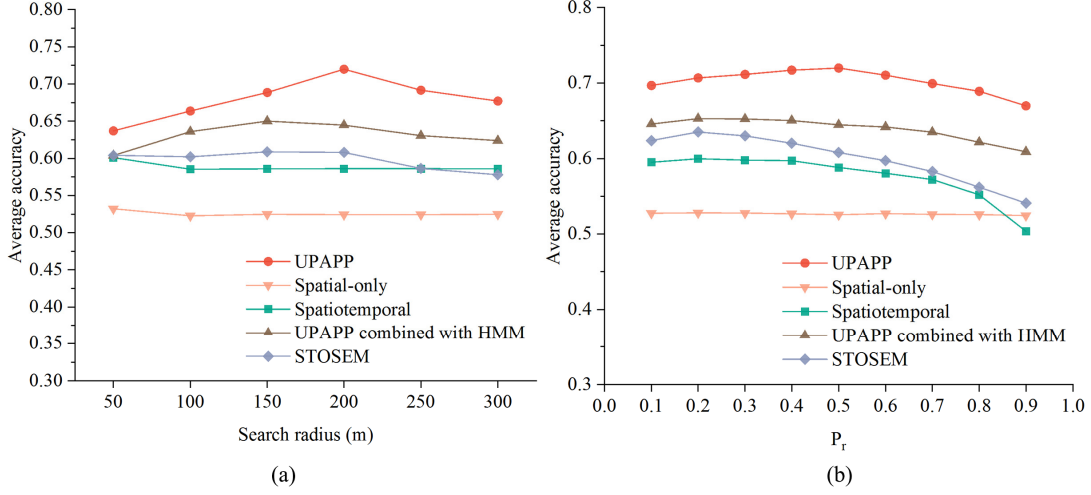 0.80
0.75
0.70
0.65
0.60
0.55
0.50
0.45
0.40
0.35
0.30
Average accuracy
50 100 150 200 250 300
Search radius (m)
UPAPP
Spatial-only
Spatiotemporal
UPAPP combined with HMM
STOSEM
(a)
0.8
0.7
0.6
0.5
0.4
0.3
Average accuracy
0.0 0.1 0.2 0.3 0.4 0.5 0.6 0.7 0.8 0.9 1.0
Pr
UPAPP
Spatial-only
Spatiotemporal
UPAPP combined with HMM
STOSEM
(b)